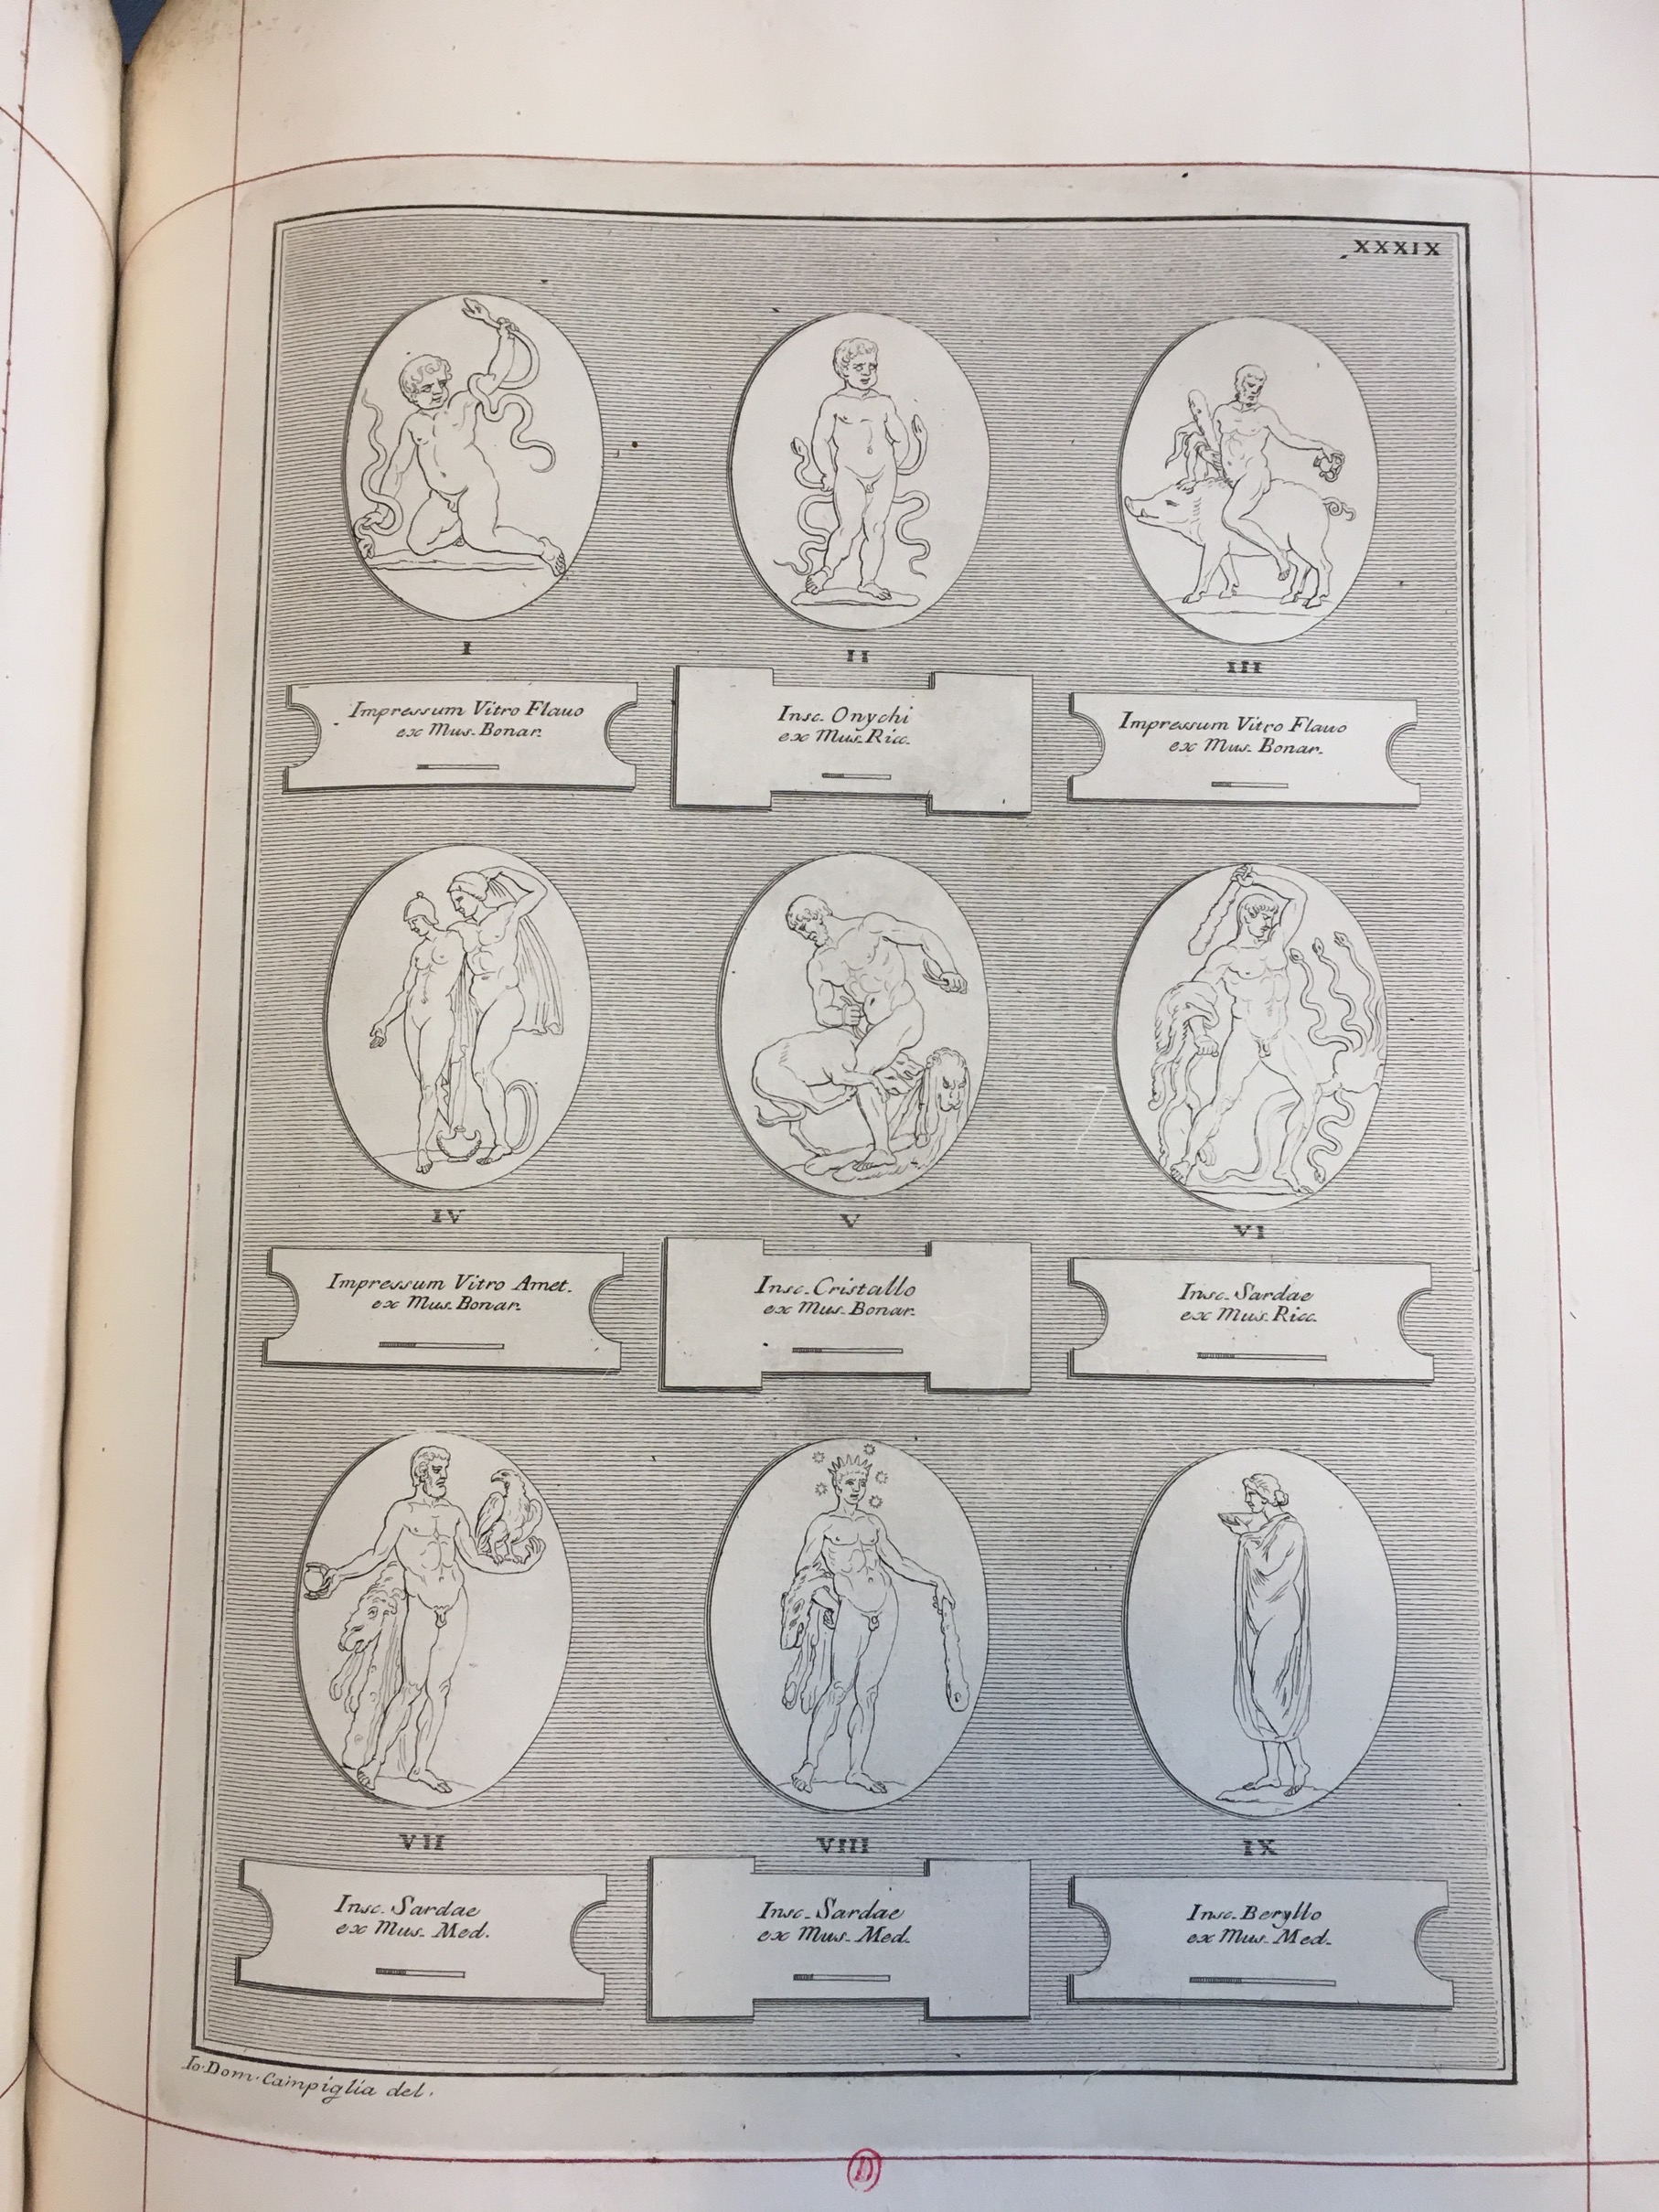 XXXIX
I
II
III
Impressum Vitro Flavo
ex Mus. Bonar.
Insc. Onychi
ex Mus. Ric.
Impressum Vitro Flavo
ex Mus. Bonar.
IV
V
VI
Impressum Vitro Amet.
ex Mus. Bonar.
Insc. Cristallo
ex Mus. Bonar.
Insc. Sardae
ex Mus. Ricc.
VII
VIII
IX
Insc. Sardae
ex Mus. Med.
Insc. Sardae
ex Mus. Med.
Insc. Beryllo
ex Mus. Med.
Io. Dom. Campiglia del.